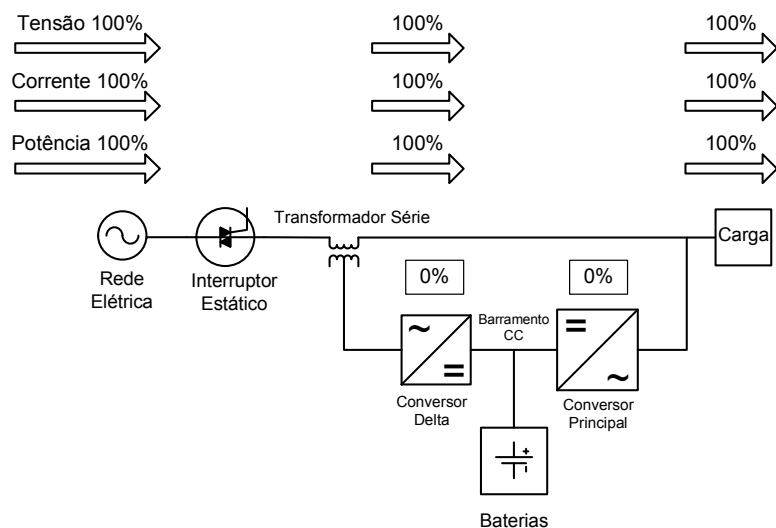 Tensão 100%
100%
100%
Corrente 100%
100%
100%
Potência 100%
100%
100%
Transformador Série
Carga
Rede
Elétrica
Interruptor
Estático
0%
0%
Barramento
CC
Conversor
Delta
Conversor
Principal
Baterias